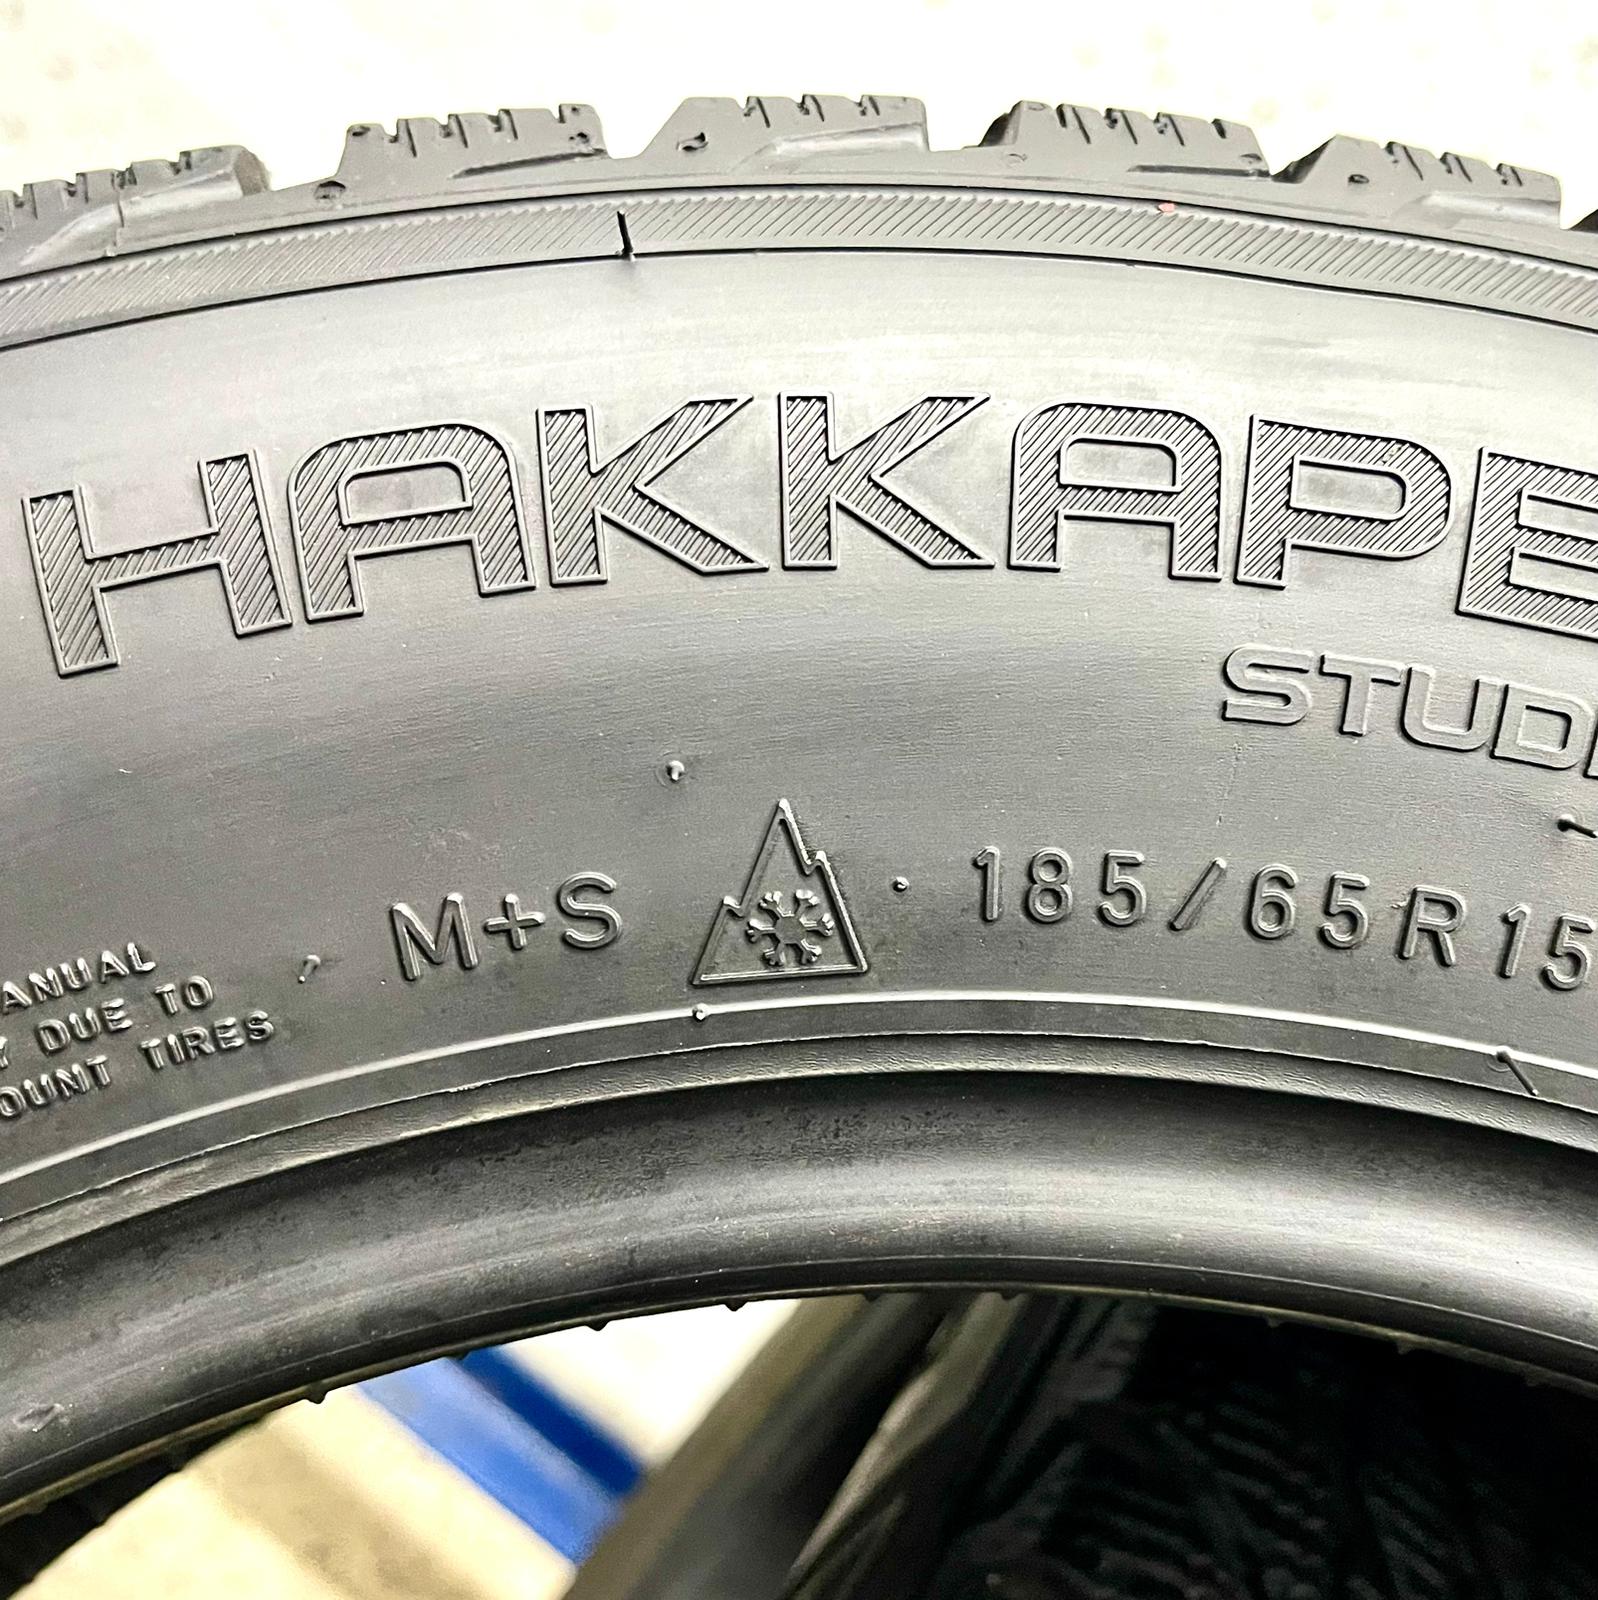 HAKKAPE
STUD
M+S 185/65R15
ANUAL
Y DUE TO
OUNT TIRES